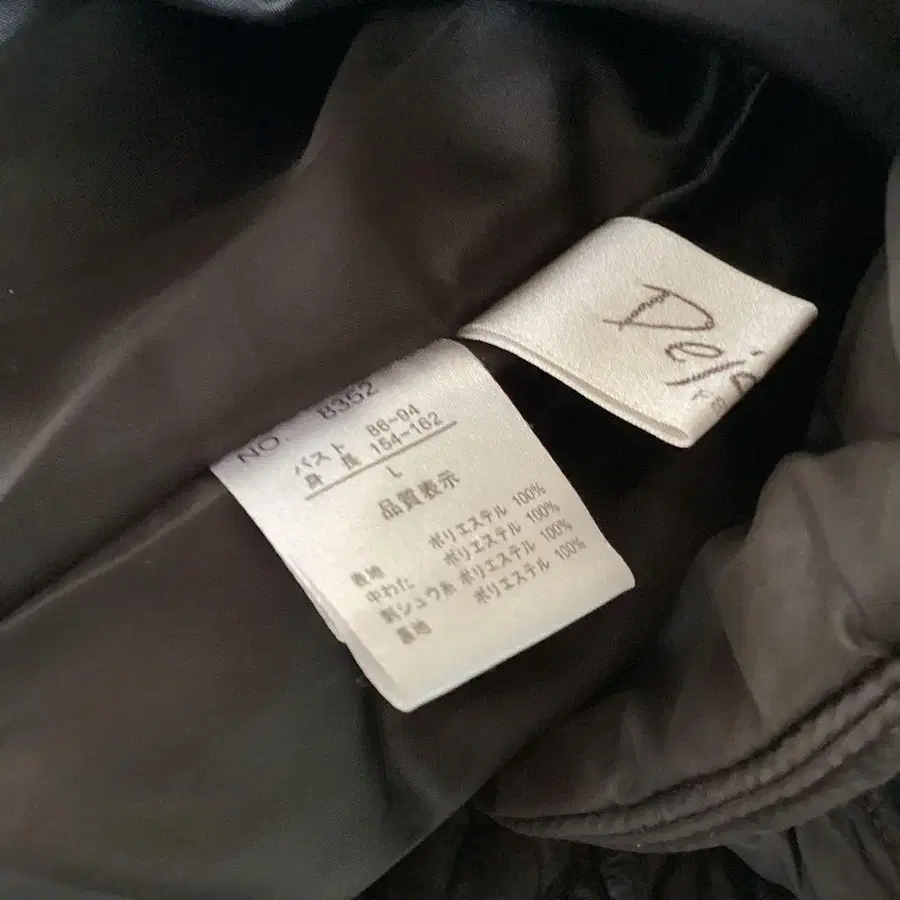 NO. 8352
バスト 86~94
身長 154~162
L
品質表示
表地 ポリエステル 100%
中わた ポリエステル 100%
刺シュウ糸 ポリエステル 100%
裏地 ポリエステル 100%